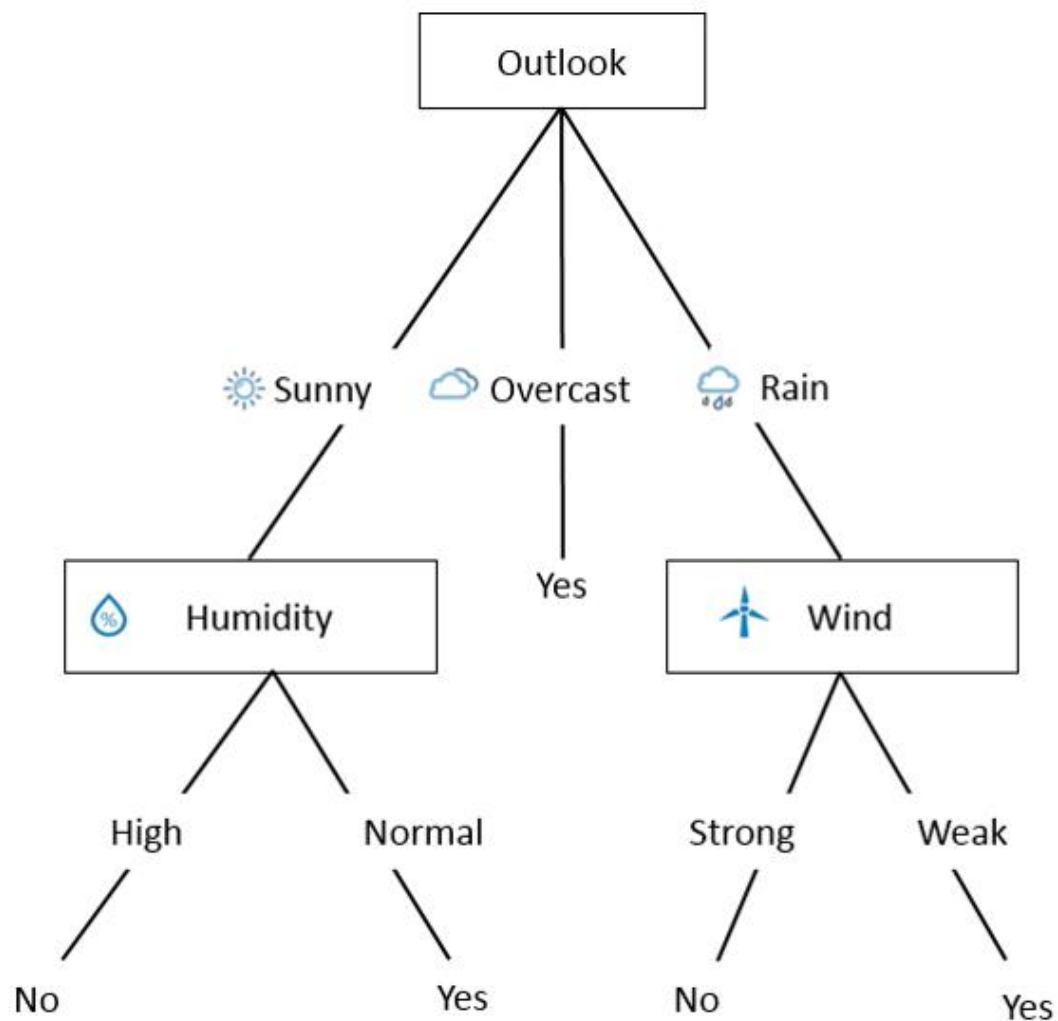 Outlook
Sunny
Overcast
Rain
% Humidity
Yes
Wind
High
Normal
Strong
Weak
No
Yes
No
Yes